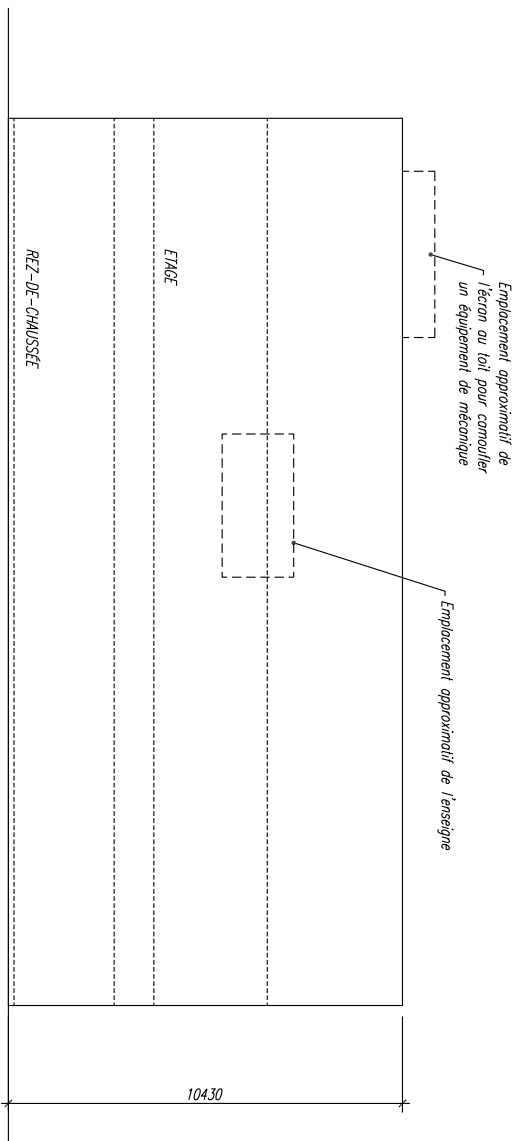 Emplacement approximatif de
l'écran au toit pour camoufler
un équipement de mécanique
Emplacement approximatif de l'enseigne
ETAGE
REZ-DE-CHAUSSÉE
10430